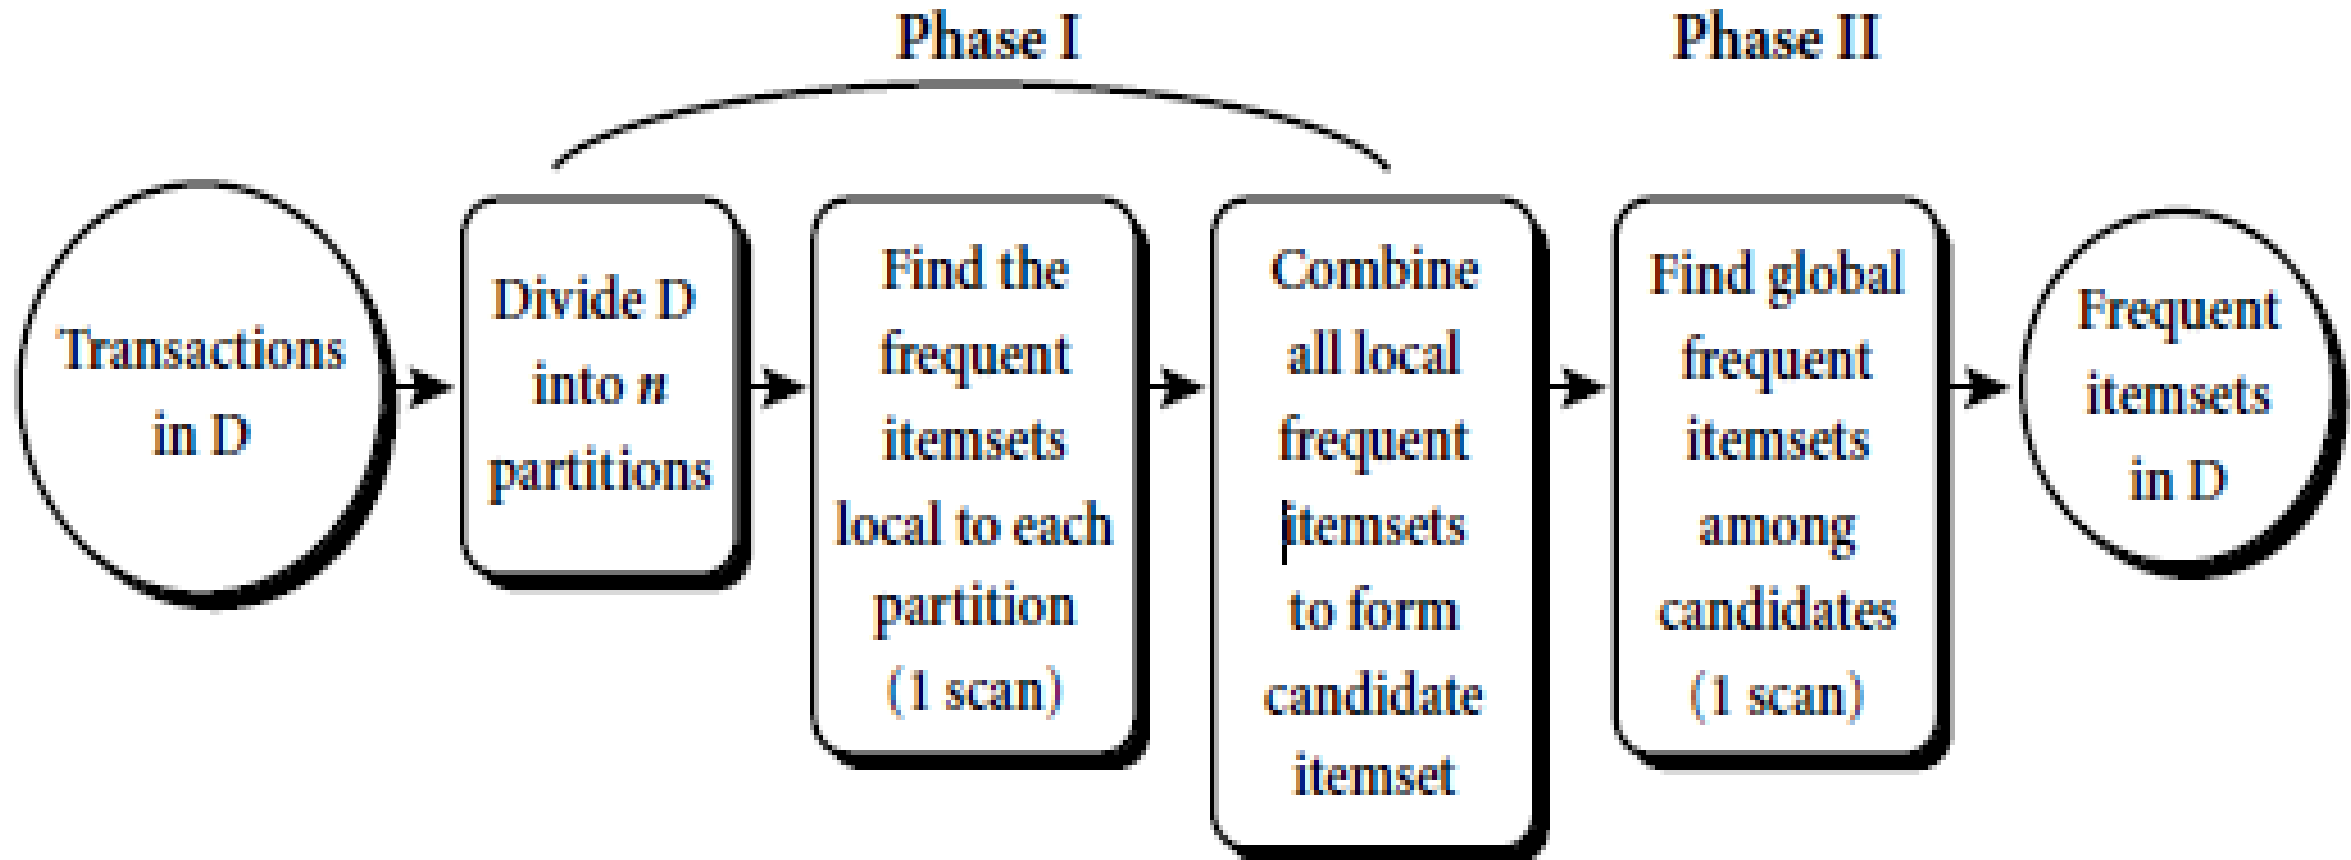 Phase I
Phase II
Transactions
in D
Divide D
into n
partitions
Find the
frequent
itemsets
local to each
partition
(1 scan)
Combine
all local
frequent
itemsets
to form
candidate
itemset
Find global
frequent
itemsets
among
candidates
(1 scan)
Frequent
itemsets
in D